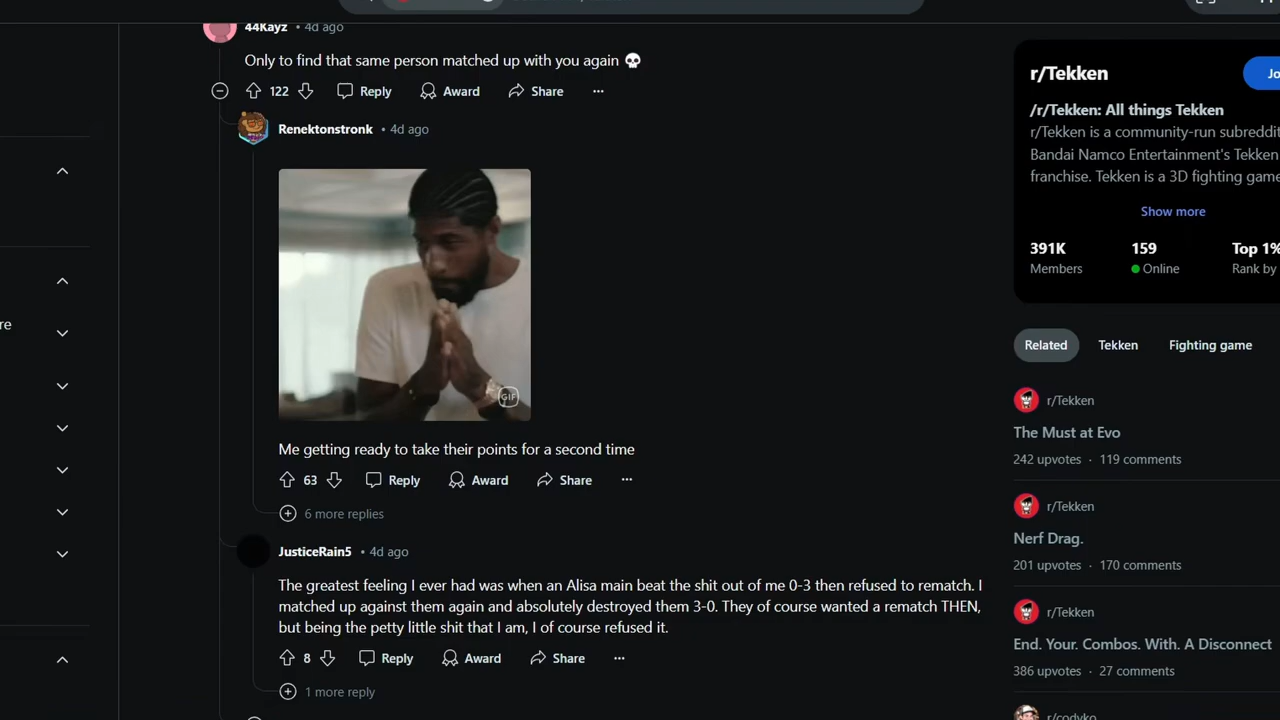 44Kayz • 4d ago
Only to find that same person matched up with you again 💀
122 Reply Award Share ...
Renektonstronk • 4d ago
GIF
Me getting ready to take their points for a second time
63 Reply Award Share ...
6 more replies
JusticeRain5 • 4d ago
The greatest feeling I ever had was when an Alisa main beat the shit out of me 0-3 then refused to rematch. I
matched up against them again and absolutely destroyed them 3-0. They of course wanted a rematch THEN,
but being the petty little shit that I am, I of course refused it.
8 Reply Award Share ...
1 more reply
re
r/Tekken
Jo
/r/Tekken: All things Tekken
r/Tekken is a community-run subreddit
Bandai Namco Entertainment's Tekken
franchise. Tekken is a 3D fighting game
Show more
391K 159 Top 1%
Members Online Rank by
Related Tekken Fighting game
r/Tekken
The Must at Evo
242 upvotes · 119 comments
r/Tekken
Nerf Drag.
201 upvotes · 170 comments
r/Tekken
End. Your. Combos. With. A Disconnect
386 upvotes · 27 comments
r/codyko